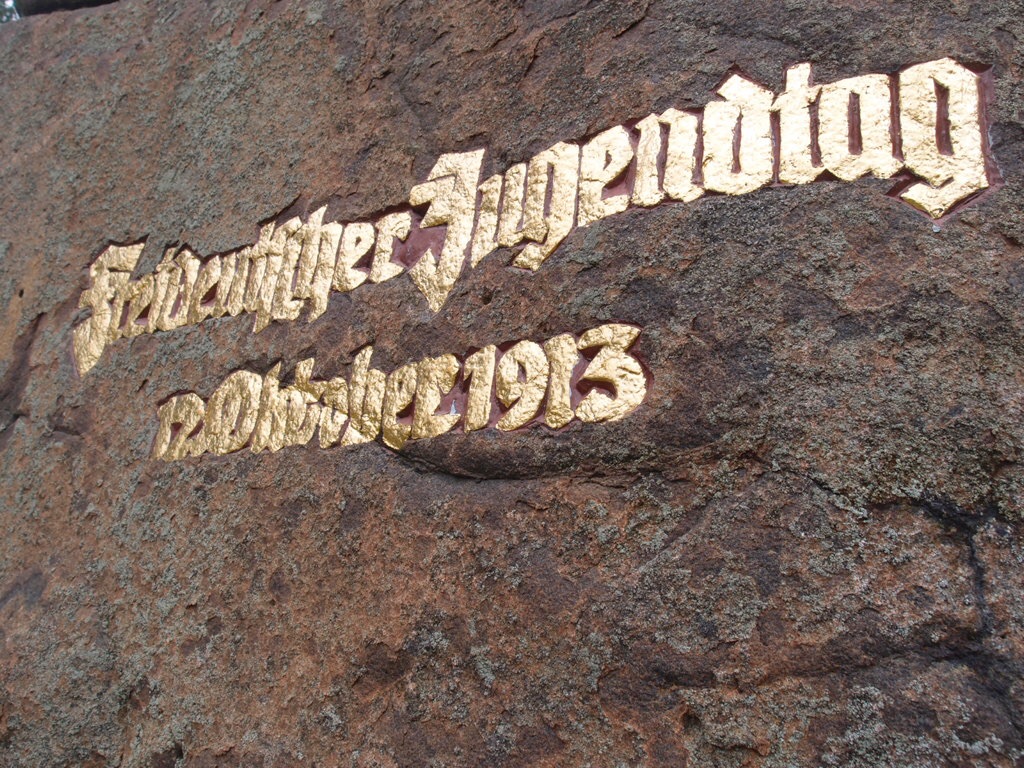 Freideutscher Jugendtag
12. Oktober 1913